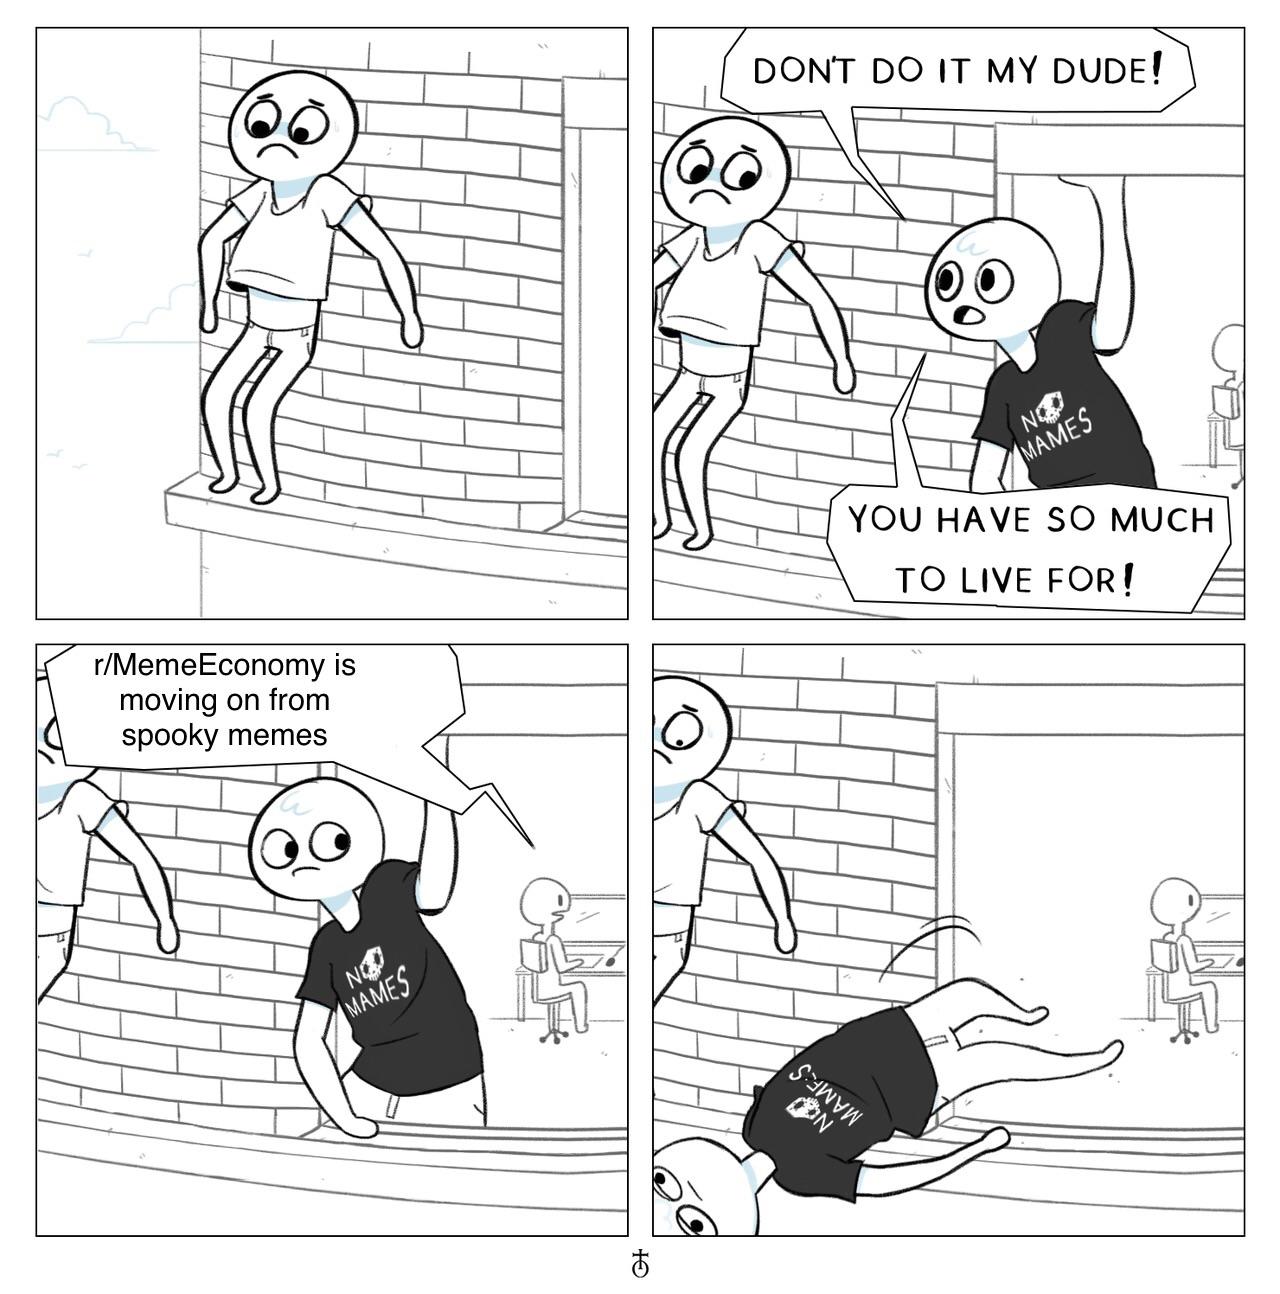 DON'T DO IT MY DUDE!
NO
MAMES
YOU HAVE SO MUCH
TO LIVE FOR!
r/MemeEconomy is
moving on from
spooky memes
NO
MAMES
NO
MAMES